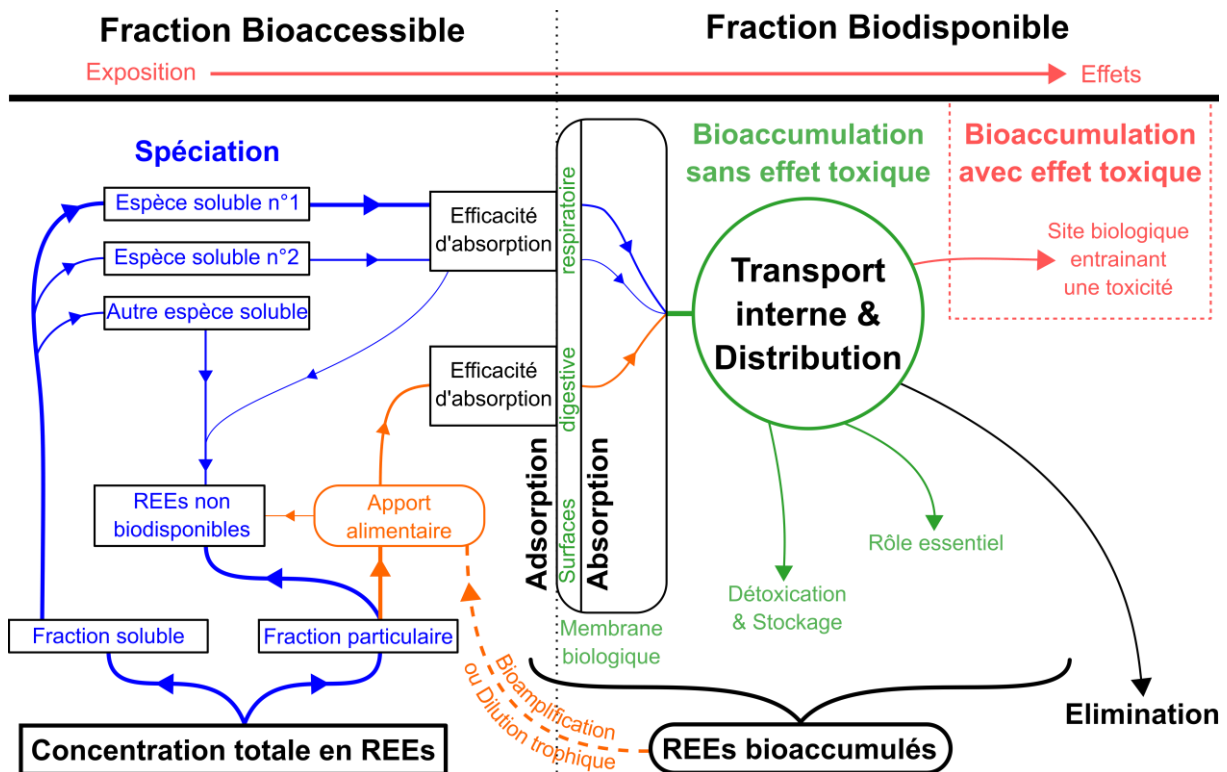 Fraction Bioaccessible
Fraction Biodisponible
Exposition
Effets
Spéciation
Bioaccumulation
sans effet toxique
Bioaccumulation
avec effet toxique
Espèce soluble n°1
Espèce soluble n°2
Autre espèce soluble
Efficacité
d'absorption
respiratoire
Efficacité
d'absorption
digestive
Surfaces
Adsorption
Absorption
Membrane
biologique
Transport
interne &
Distribution
Site biologique
entrainant
une toxicité
REEs non
biodisponibles
Apport
alimentaire
Rôle essentiel
Détoxication
& Stockage
Fraction soluble
Fraction particulaire
Bioamplification
ou Dilution trophique
Elimination
Concentration totale en REEs
REEs bioaccumulés